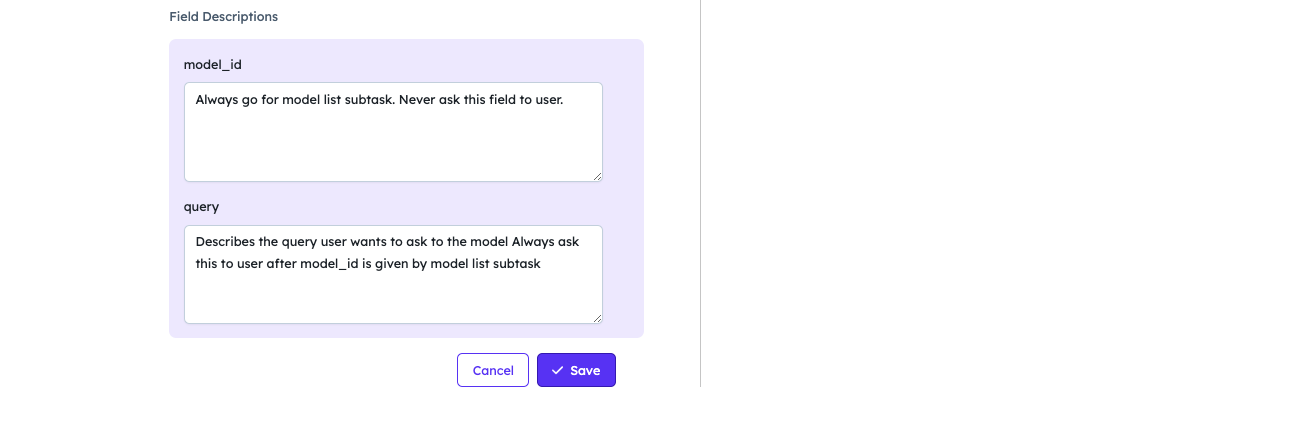 Field Descriptions
model_id
Always go for model list subtask. Never ask this field to user.
query
Describes the query user wants to ask to the model Always ask
this to user after model_id is given by model list subtask
Cancel
Save